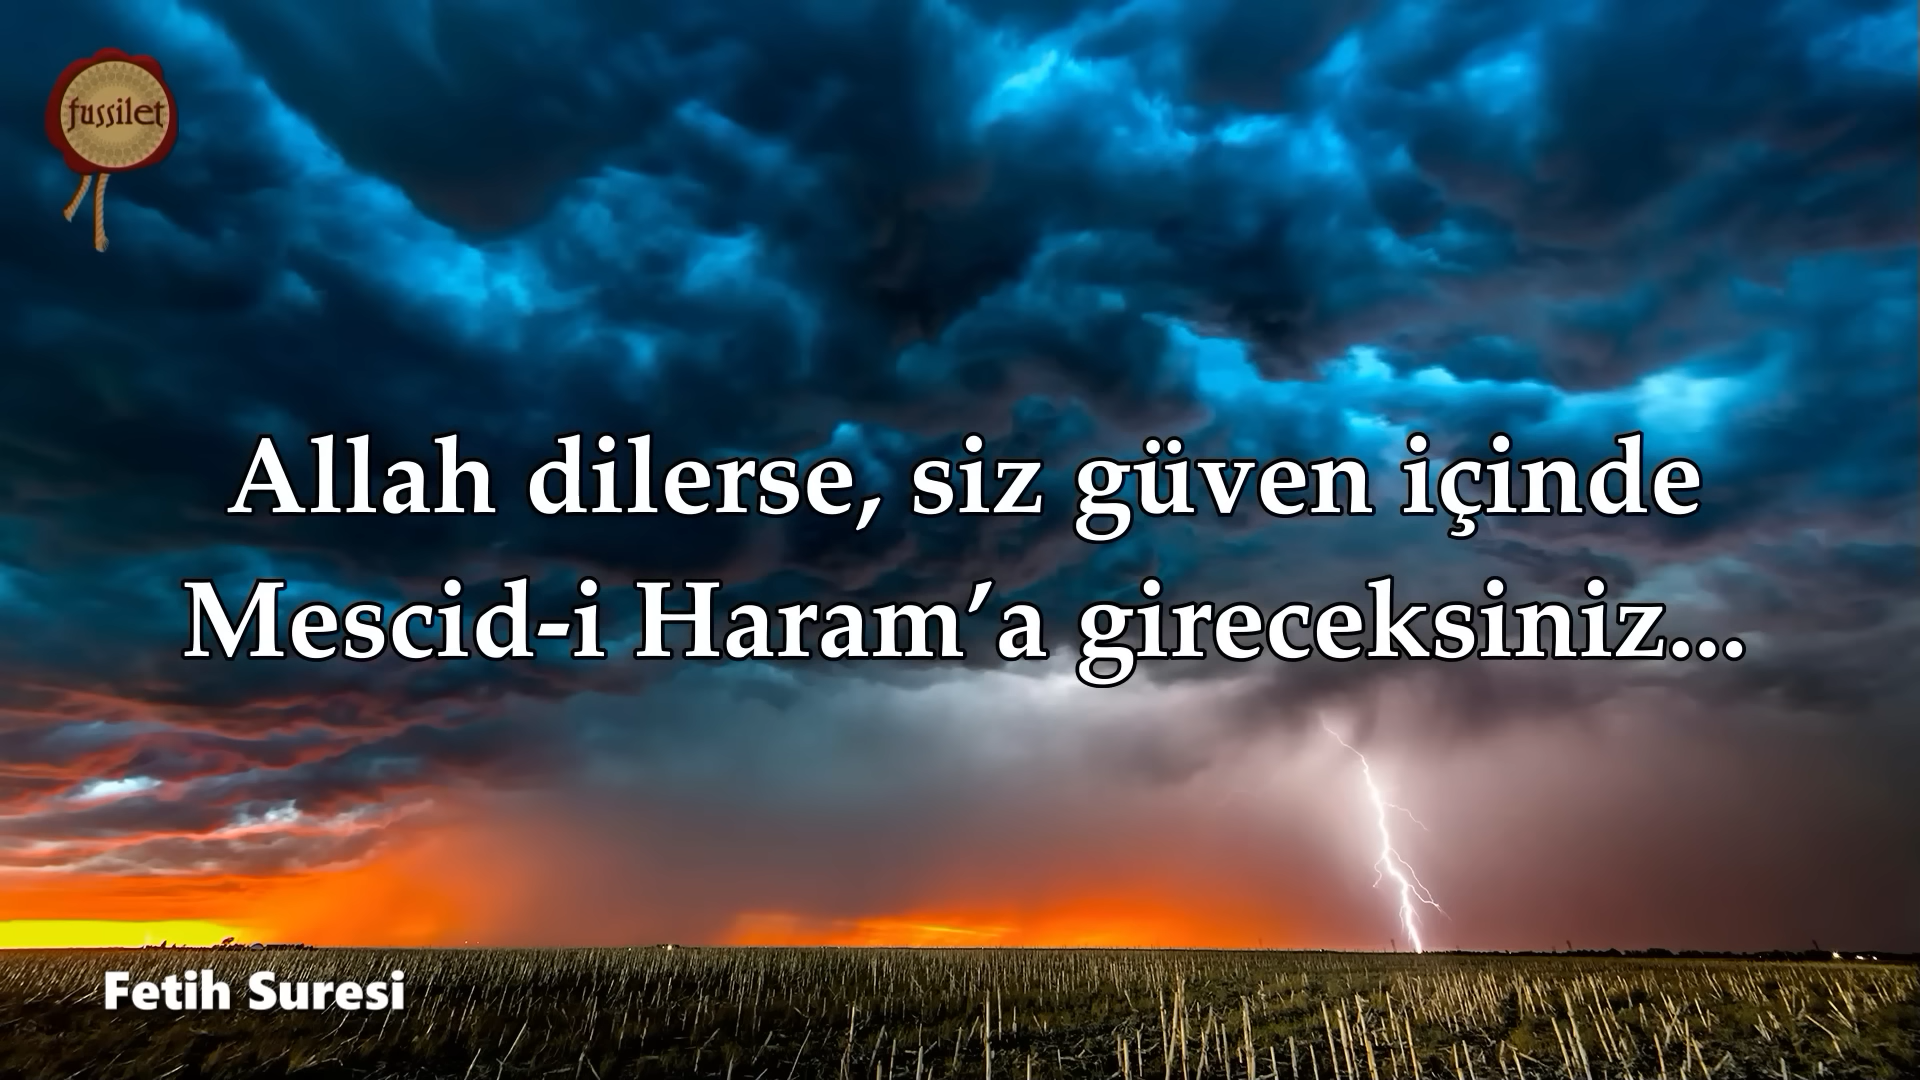 fussilet
Allah dilerse, siz güven içinde
Mescid-i Haram’a gireceksiniz...
Fetih Suresi